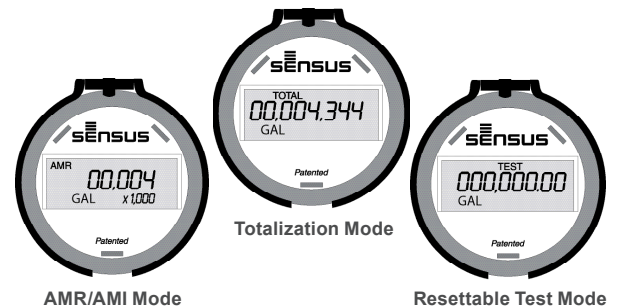 sensus
AMR
00,004
GAL x 1,000
Patented
AMR/AMI Mode
sensus
TOTAL
00,004,344
GAL
Patented
Totalization Mode
sensus
TEST
000,000.00
GAL
Patented
Resettable Test Mode